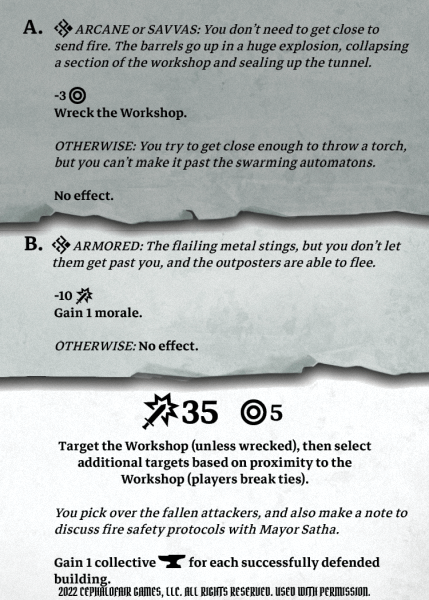 A. ARCANE or SAVVAS: You don't need to get close to
send fire. The barrels go up in a huge explosion, collapsing
a section of the workshop and sealing up the tunnel.
-3
Wreck the Workshop.
OTHERWISE: You try to get close enough to throw a torch,
but you can't make it past the swarming automatons.
No effect.
B. ARMORED: The flailing metal stings, but you don't let
them get past you, and the outposters are able to flee.
-10
Gain 1 morale.
OTHERWISE: No effect.
35 5
Target the Workshop (unless wrecked), then select
additional targets based on proximity to the
Workshop (players break ties).
You pick over the fallen attackers, and also make a note to
discuss fire safety protocols with Mayor Satha.
Gain 1 collective for each successfully defended
building.
2022 CEPHALOFAIR GAMES, LLC. ALL RIGHTS RESERVED. USED WITH PERMISSION.